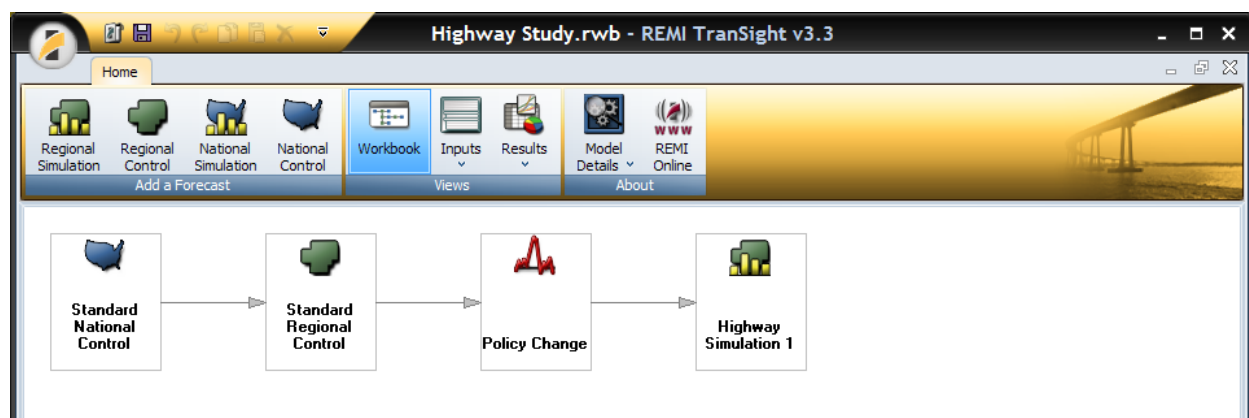 Highway Study.rwb - REMI TranSight v3.3
Home
Regional
Simulation
Regional
Control
National
Simulation
National
Control
Workbook
Inputs
Results
Model
Details
WWW
REMI
Online
Add a Forecast
Views
About
Standard
National
Control
Standard
Regional
Control
Policy Change
Highway
Simulation 1